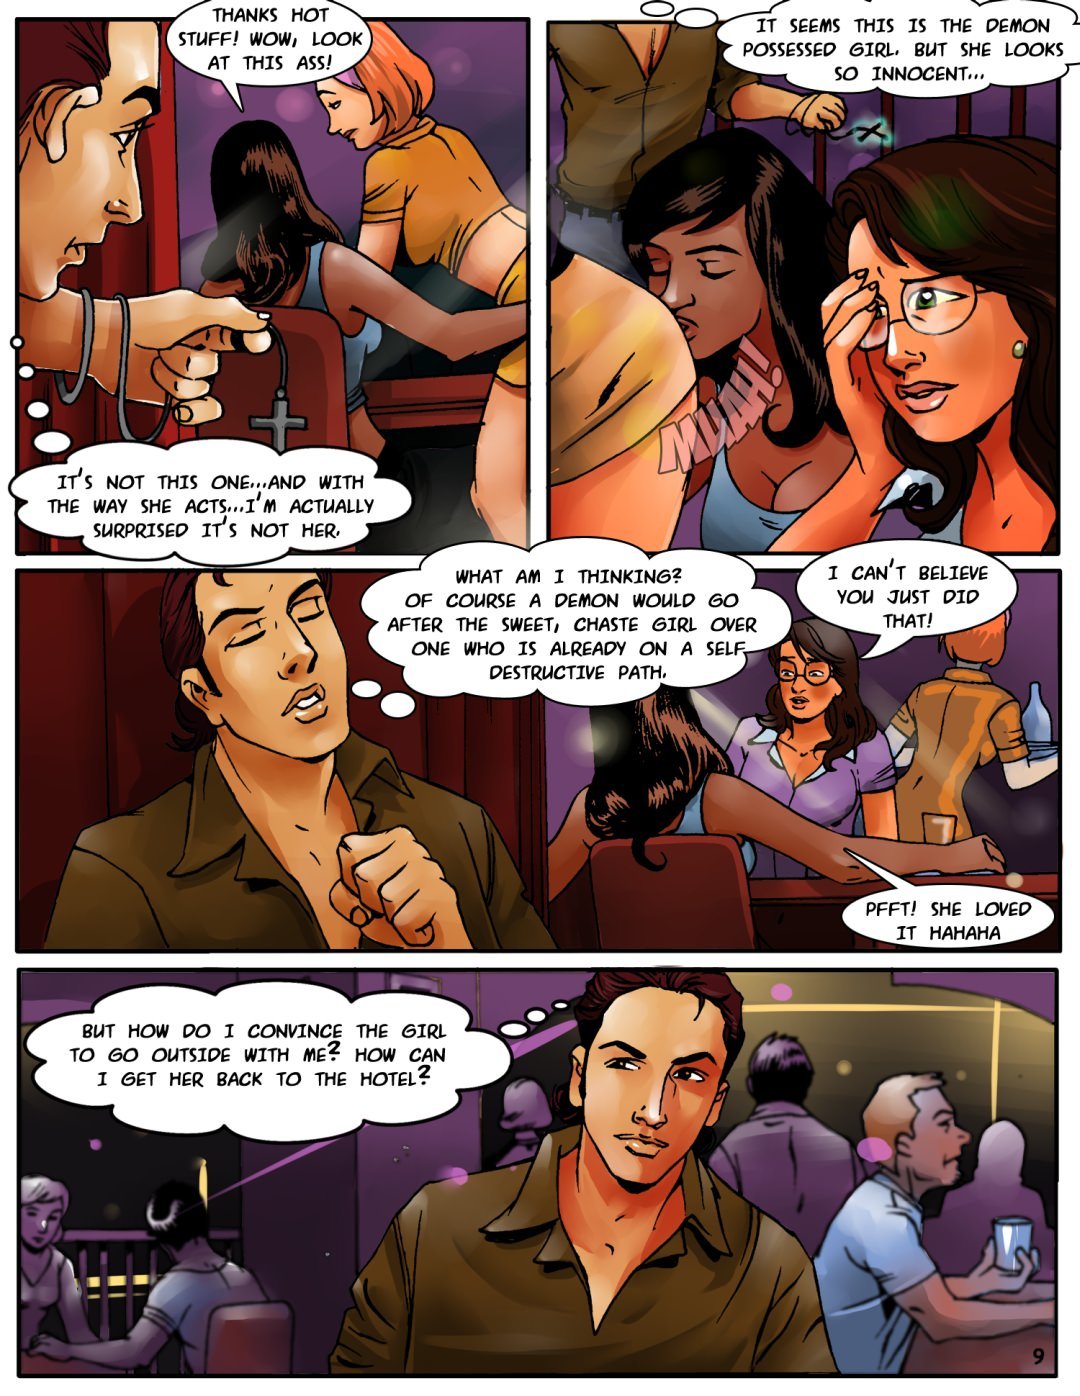 THANKS HOT
STUFF! WOW, LOOK
AT THIS ASS!
IT'S NOT THIS ONE...AND WITH
THE WAY SHE ACTS...I'M ACTUALLY
SURPRISED IT'S NOT HER.
IT SEEMS THIS IS THE DEMON
POSSESSED GIRL. BUT SHE LOOKS
SO INNOCENT...
MWAH!
WHAT AM I THINKING?
OF COURSE A DEMON WOULD GO
AFTER THE SWEET, CHASTE GIRL OVER
ONE WHO IS ALREADY ON A SELF
DESTRUCTIVE PATH.
I CAN'T BELIEVE
YOU JUST DID
THAT!
PFFT! SHE LOVED
IT HAHAHA
BUT HOW DO I CONVINCE THE GIRL
TO GO OUTSIDE WITH ME? HOW CAN
I GET HER BACK TO THE HOTEL?
9